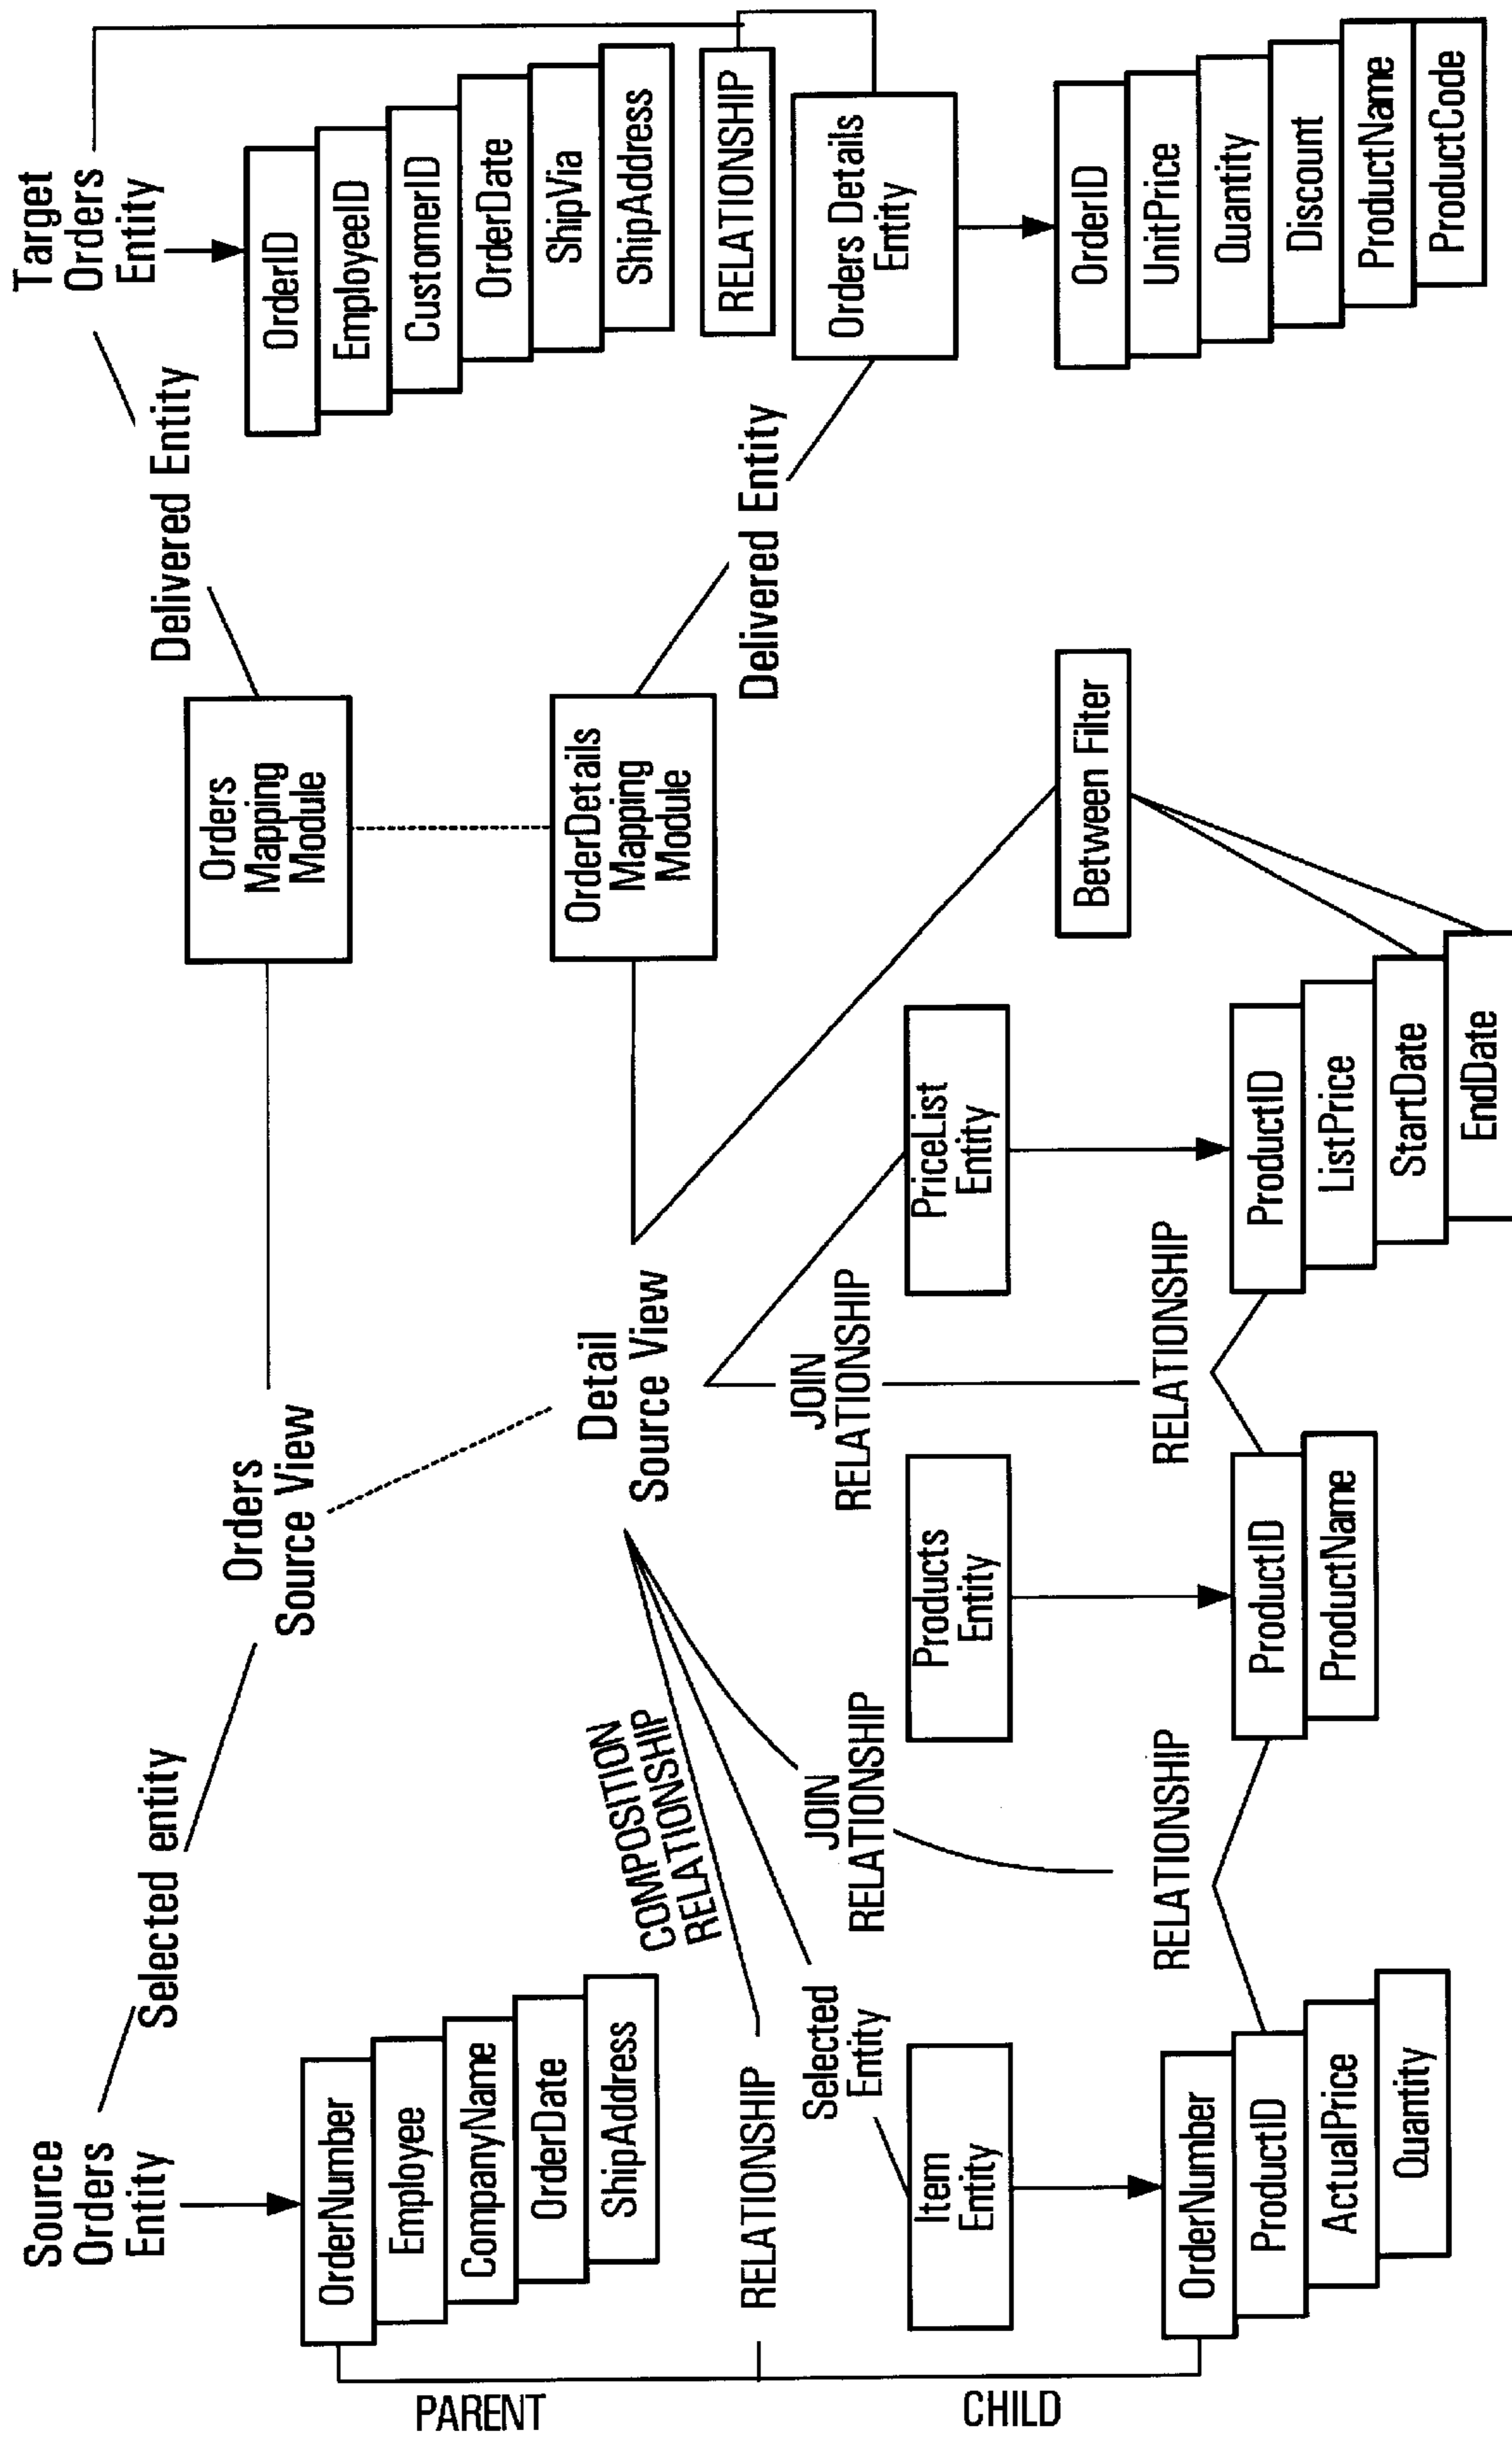 Source
Orders
Entity
Selected entity
Orders
Source View
Orders
Mapping
Module
Delivered Entity
Target
Orders
Entity
OrderNumber
Employee
CompanyName
OrderDate
ShipAddress
PARENT
RELATIONSHIP
COMPOSITION
RELATIONSHIP
Detail
Source View
OrderDetails
Mapping
Module
Delivered Entity
OrderID
EmployeeID
CustomerID
OrderDate
ShipVia
ShipAddress
RELATIONSHIP
Orders Details
Entity
CHILD
Selected
Entity
JOIN
RELATIONSHIP
JOIN
RELATIONSHIP
Item
Entity
Products
Entity
PriceList
Entity
Between Filter
OrderNumber
ProductID
ActualPrice
Quantity
RELATIONSHIP
ProductID
ProductName
RELATIONSHIP
ProductID
ListPrice
StartDate
EndDate
OrderID
UnitPrice
Quantity
Discount
ProductName
ProductCode